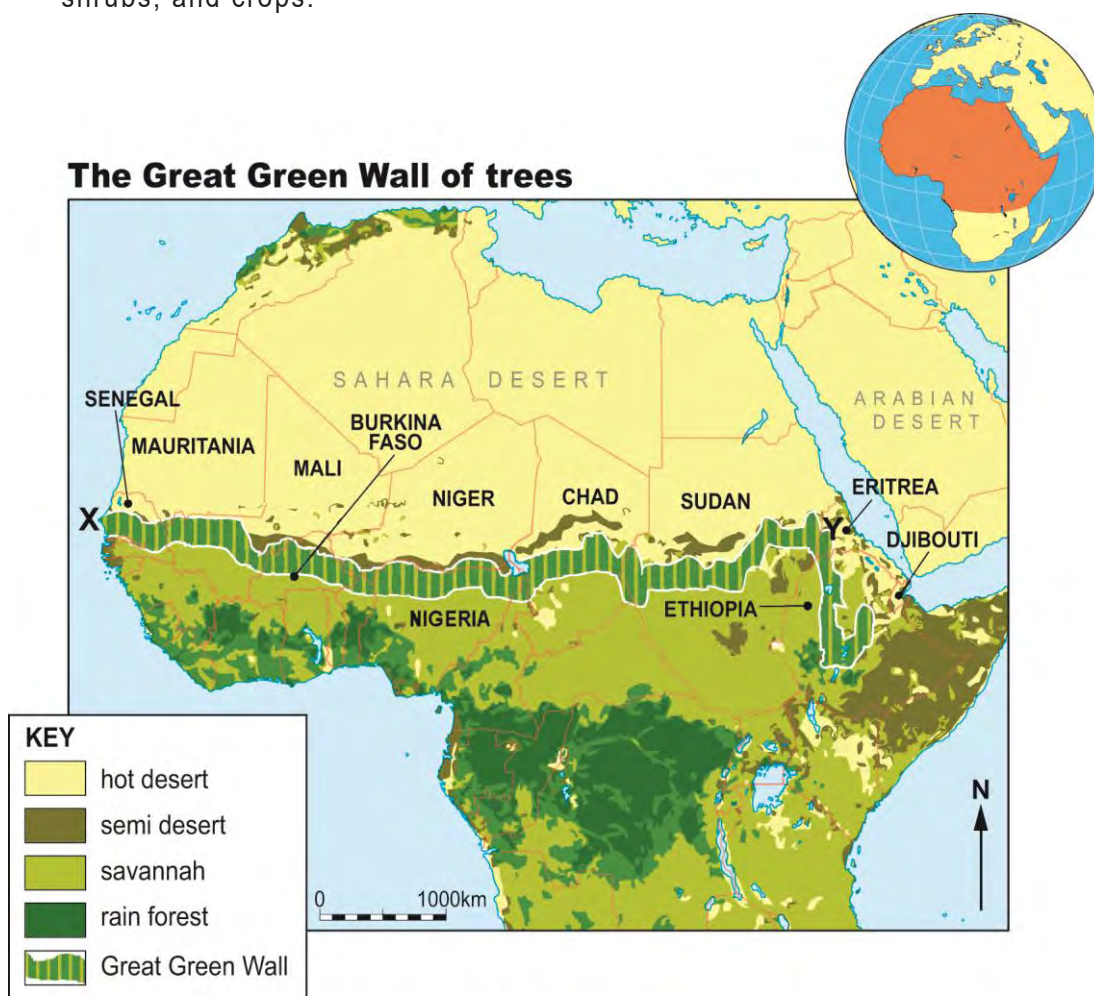 shrubs, and crops.
The Great Green Wall of trees
SAHARA DESERT
ARABIAN
DESERT
SENEGAL
MAURITANIA
MALI
BURKINA
FASO
NIGER
CHAD
SUDAN
ERITREA
X
Y
DJIBOUTI
NIGERIA
ETHIOPIA
KEY
hot desert
semi desert
savannah
rain forest
Great Green Wall
0 1000km
N